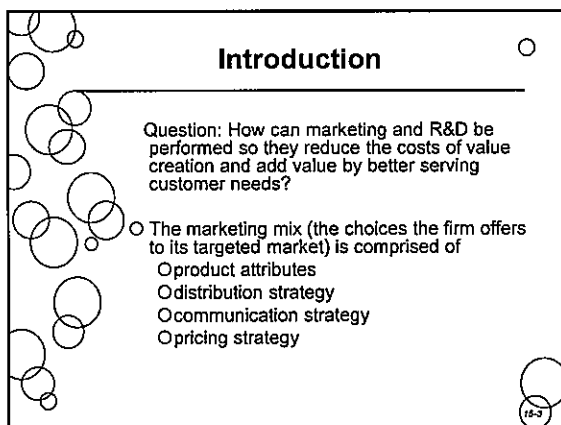 Introduction
Question: How can marketing and R&D be
performed so they reduce the costs of value
creation and add value by better serving
customer needs?
The marketing mix (the choices the firm offers
to its targeted market) is comprised of
product attributes
distribution strategy
communication strategy
pricing strategy
15-3